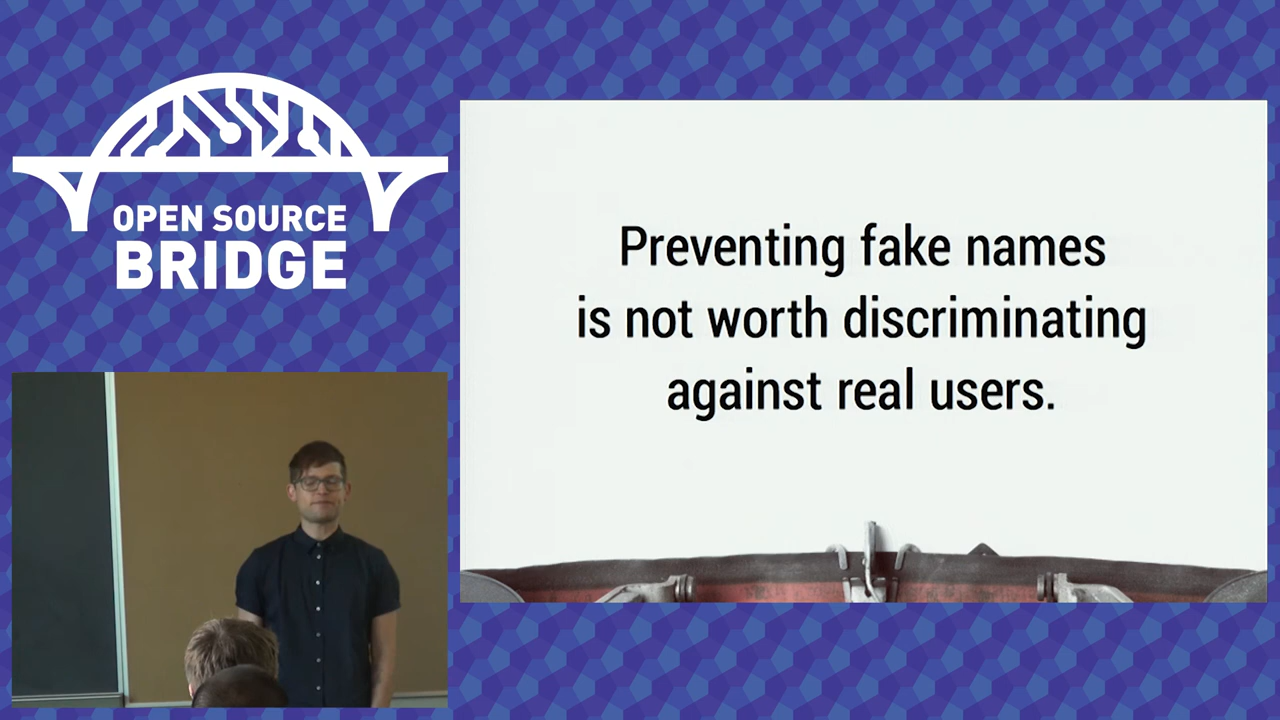 OPEN SOURCE
BRIDGE
Preventing fake names
is not worth discriminating
against real users.